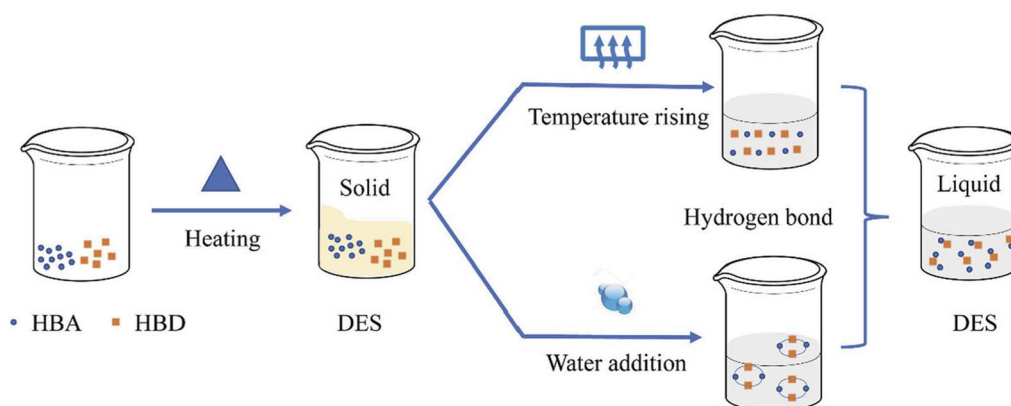 Temperature rising
Solid
Liquid
Heating
Hydrogen bond
HBA
HBD
DES
DES
Water addition